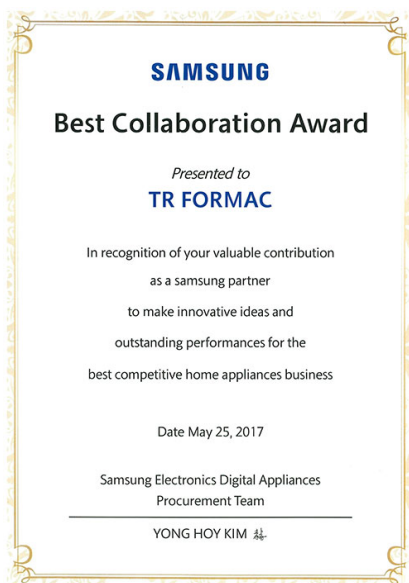 SAMSUNG
Best Collaboration Award
Presented to
TR FORMAC
In recognition of your valuable contribution
as a samsung partner
to make innovative ideas and
outstanding performances for the
best competitive home appliances business
Date May 25, 2017
Samsung Electronics Digital Appliances
Procurement Team
YONG HOY KIM